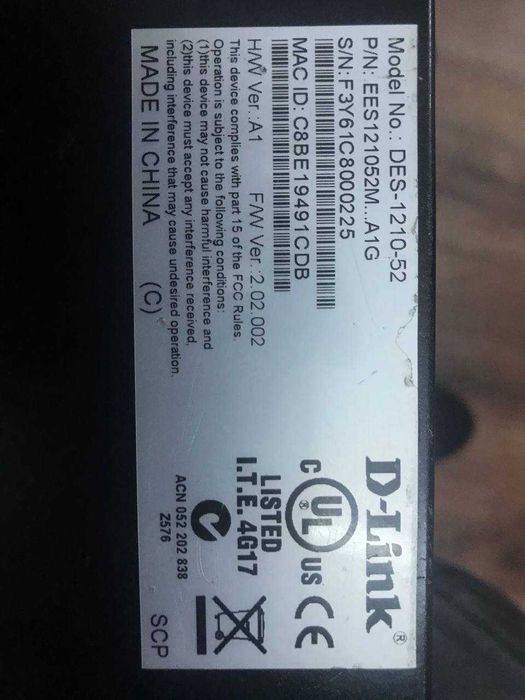 Model No.: DES-1210-52
P/N: EES121052M...A1G
S/N: F3Y61C8000225
MAC ID: C8BE19491CDB
H/W Ver.:A1 F/W Ver.:2.02.002
This device complies with part 15 of the FCC Rules.
Operation is subject to the following conditions:
(1)this device may not cause harmful interference and
(2)this device must accept any interference received,
including interference that may cause undesired operation.
MADE IN CHINA (C)
D-Link®
C UL® US CE
LISTED
I.T.E. 4G17
ACN 052 202 838
Z576
SCP